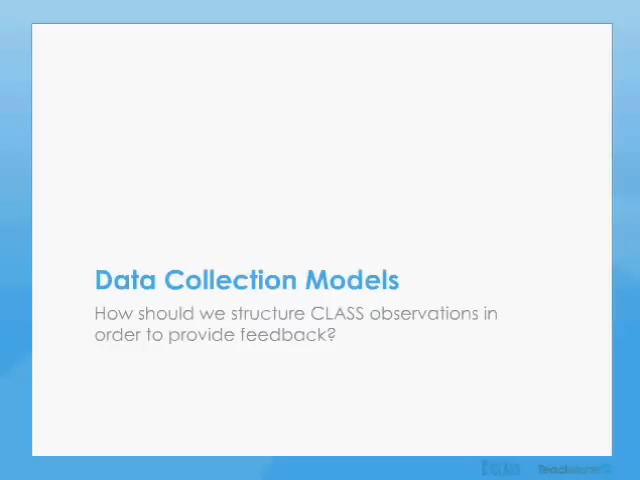 Data Collection Models
How should we structure CLASS observations in
order to provide feedback?